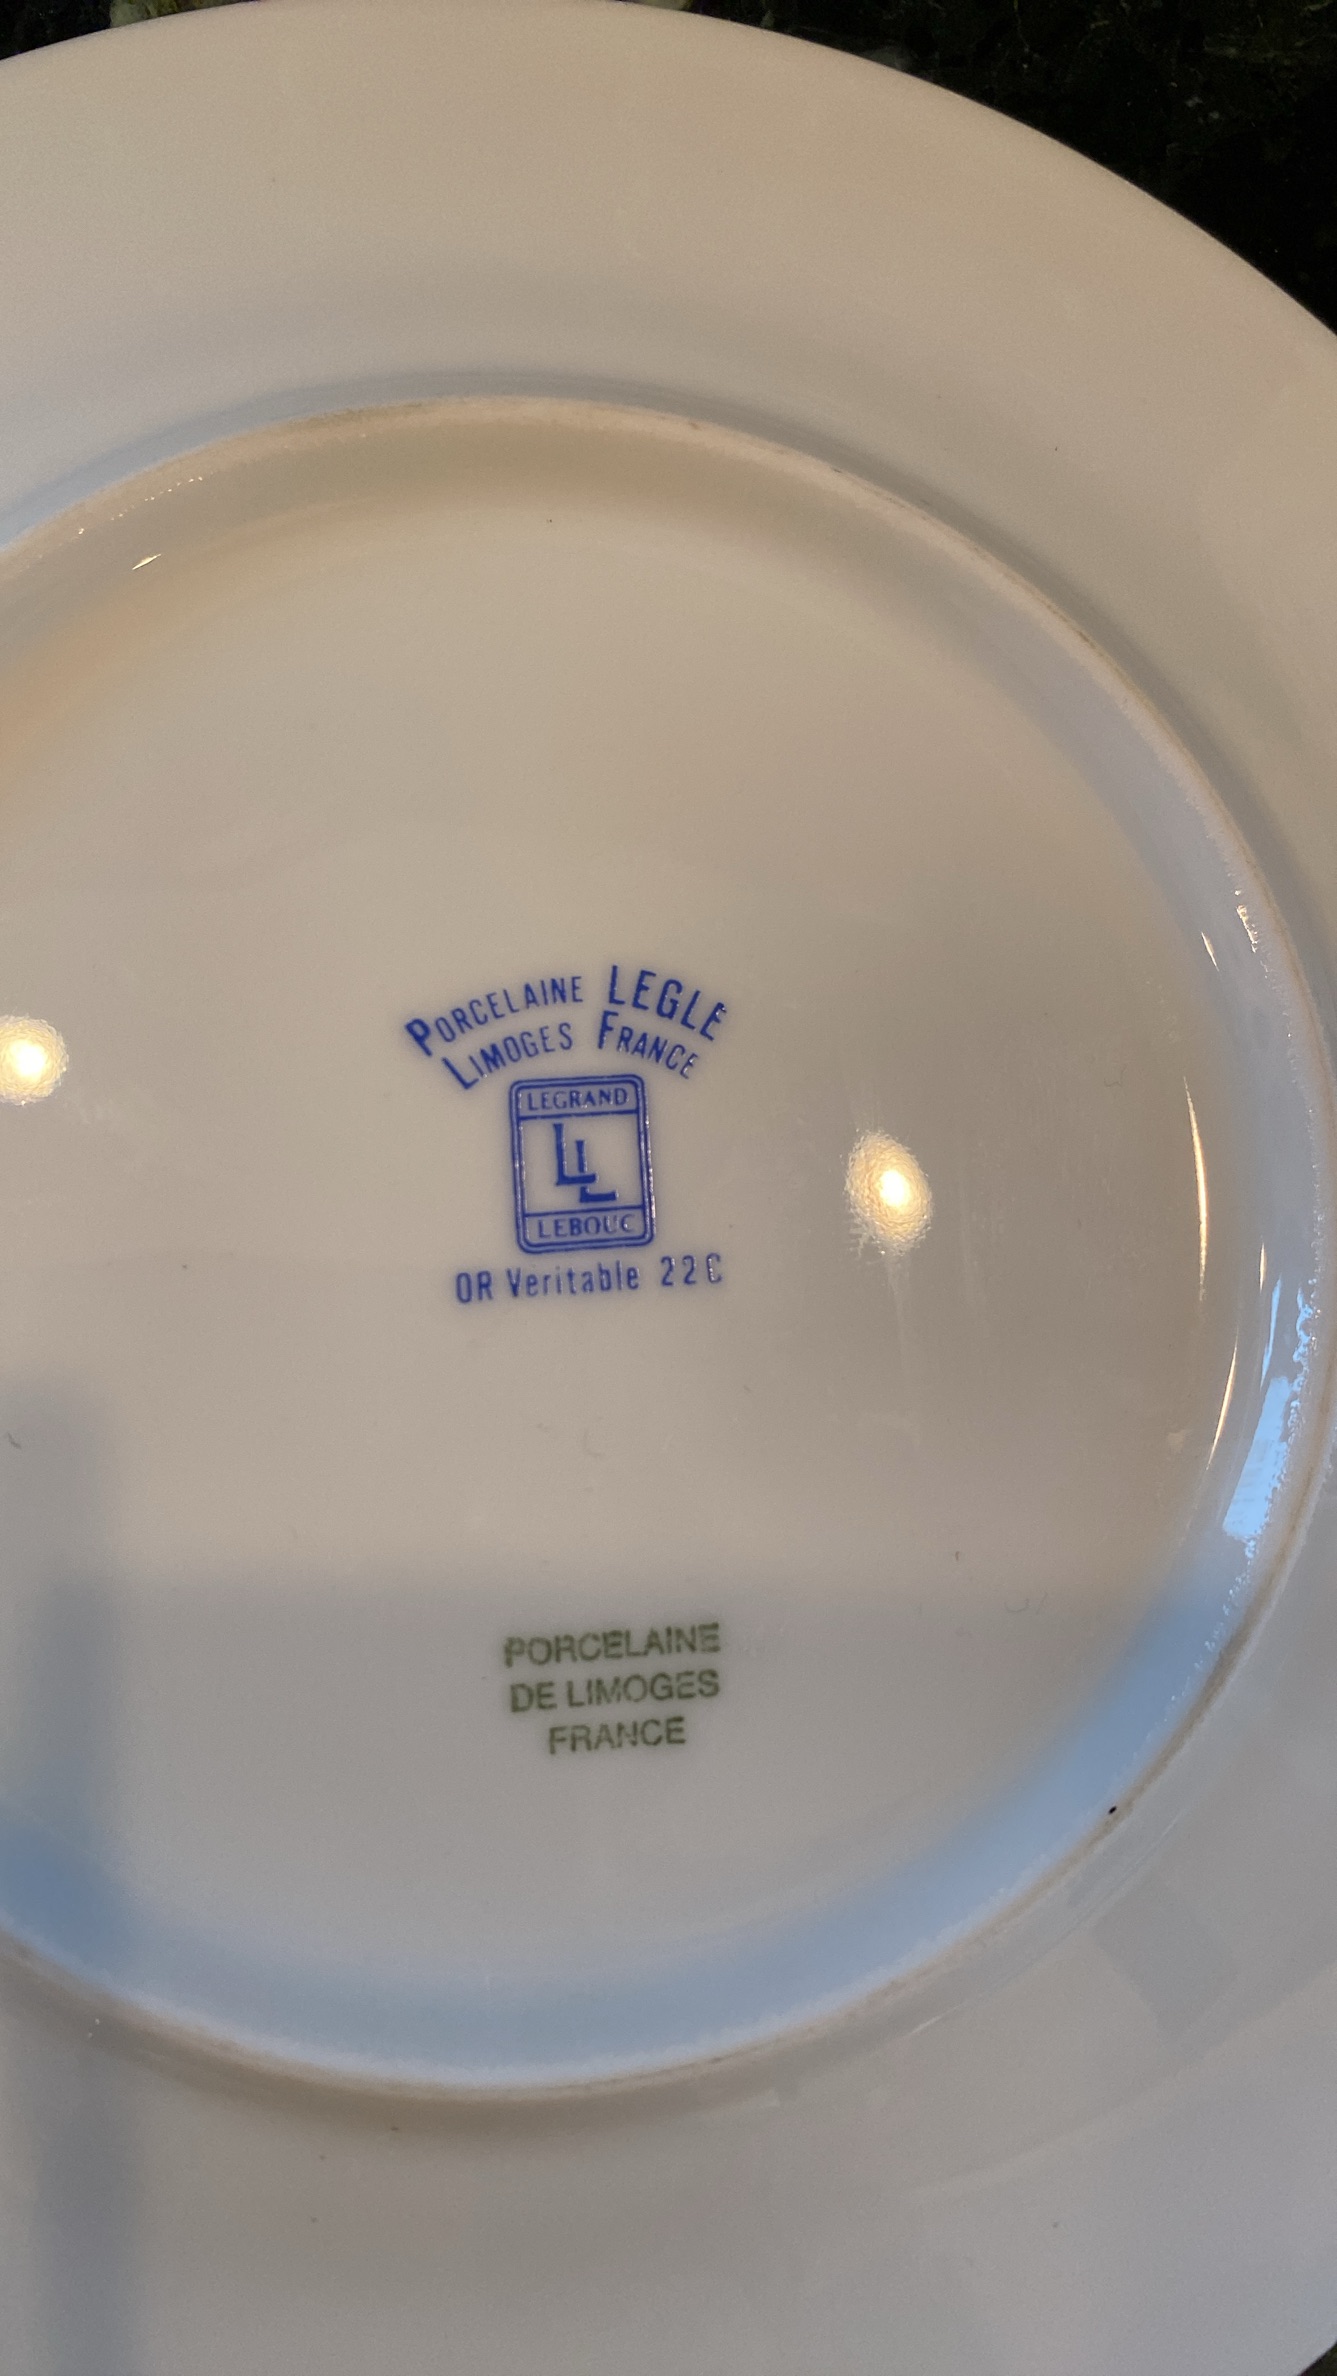 PORCELAINE LEGLE
LIMOGES FRANCE
LEGRAND
LL
LEBOUC
OR Veritable 22C
PORCELAINE
DE LIMOGES
FRANCE